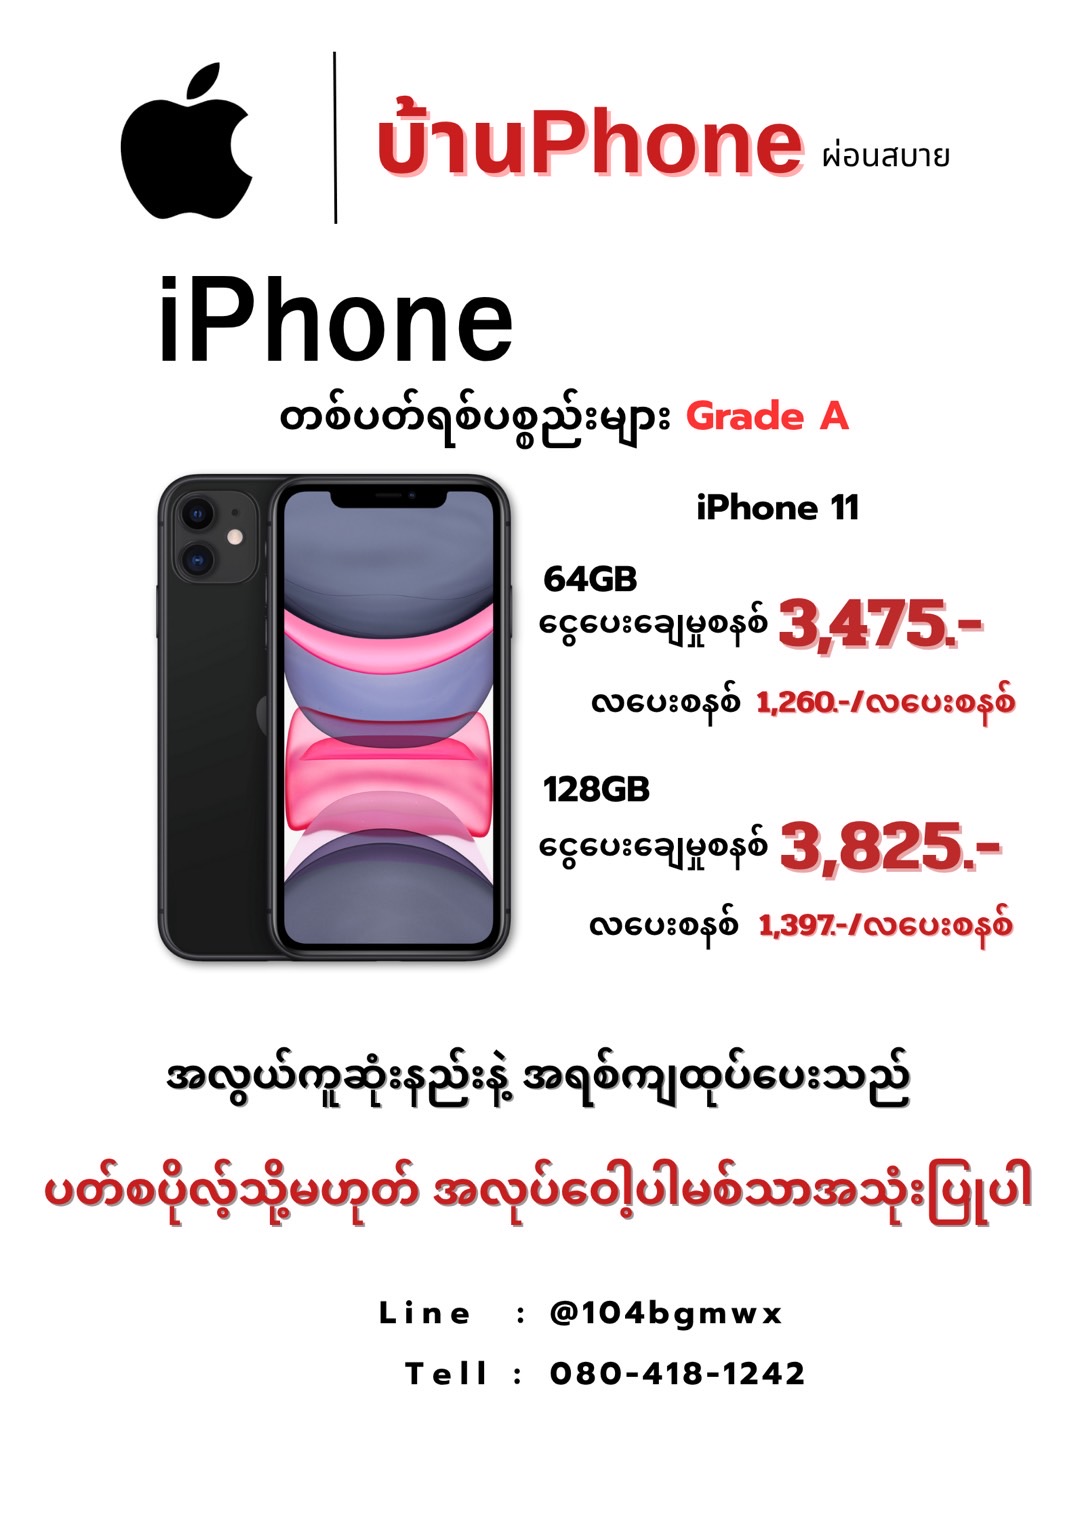 บ้านPhone ผ่อนสบาย
iPhone
တစ်ပတ်ရစ်ပစ္စည်းများ Grade A
iPhone 11
64GB
ငွေပေးချေမှုစနစ် 3,475.-
လပေးစနစ် 1,260.-/လပေးစနစ်
128GB
ငွေပေးချေမှုစနစ် 3,825.-
လပေးစနစ် 1,397.-/လပေးစနစ်
အလွယ်ကူဆုံးနည်းနဲ့ အရစ်ကျထုပ်ပေးသည်
ပတ်စပိုလ့်သို့မဟုတ် အလုပ်ဝေါ့ပါမစ်သာအသုံးပြုပါ
Line : @104bgmwx
Tell : 080-418-1242